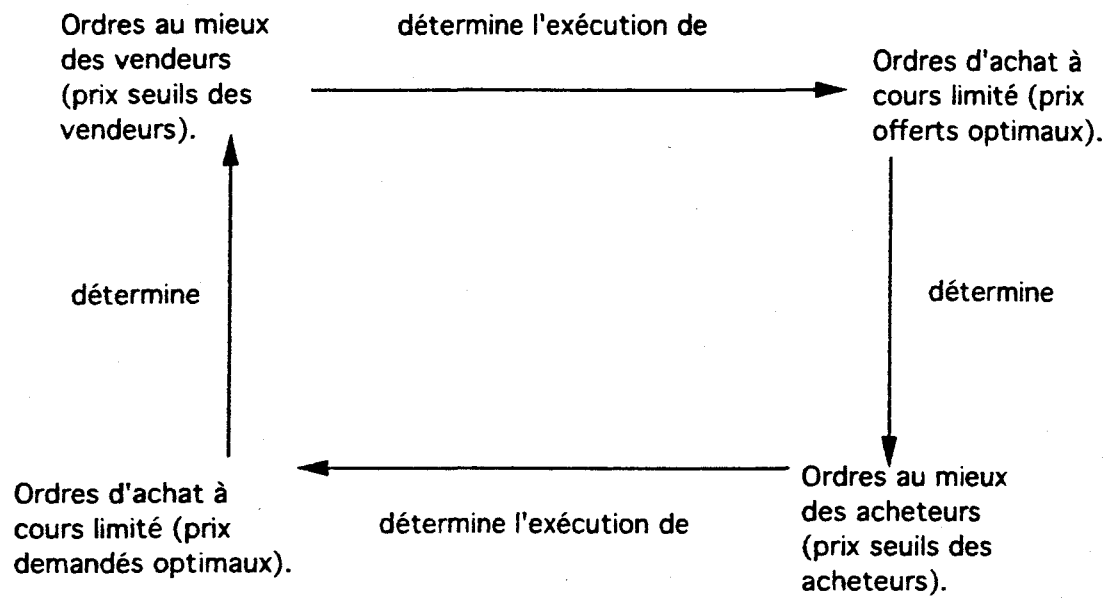 Ordres au mieux
des vendeurs
(prix seuils des
vendeurs).
détermine l'exécution de
Ordres d'achat à
cours limité (prix
offerts optimaux).
détermine
détermine
Ordres d'achat à
cours limité (prix
demandés optimaux).
détermine l'exécution de
Ordres au mieux
des acheteurs
(prix seuils des
acheteurs).